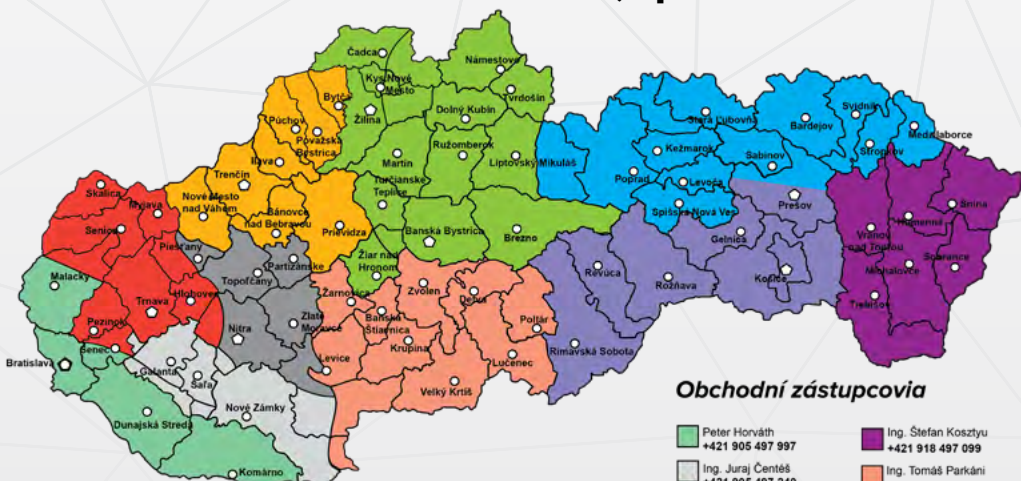 Čadca
Námestovo
Kys.Nové
Mesto
Tvrdošín
Bytča
Žilina
Dolný Kubín
Svidník
Púchov
Stará Ľubovňa
Bardejov
Medzilaborce
Považská
Bystrica
Stropkov
Ilava
Martin
Ružomberok
Kežmarok
Sabinov
Liptovský Mikuláš
Trenčín
Turčianske
Teplice
Poprad
Levoča
Skalica
Nové Mesto
nad Váhom
Prešov
Snina
Myjava
Bánovce
nad Bebravou
Spišská Nová Ves
Humenné
Senica
Prievidza
Banská Bystrica
Brezno
Gelnica
Vranov
nad Topľou
Piešťany
Partizánske
Žiar nad
Hronom
Sobrance
Malacky
Topoľčany
Revúca
Košice
Michalovce
Rožňava
Hlohovec
Žarnovica
Zvolen
Detva
Trebišov
Trnava
Banská
Štiavnica
Pezinok
Zlaté
Moravce
Poltár
Nitra
Krupina
Senec
Rimavská Sobota
Bratislava
Levice
Lučenec
Galanta
Šaľa
Veľký Krtíš
Nové Zámky
Dunajská Streda
Komárno
Obchodní zástupcovia
Peter Horváth
+421 905 497 997
Ing. Štefan Kosztyu
+421 918 497 099
Ing. Juraj Čentéš
Ing. Tomáš Parkáni